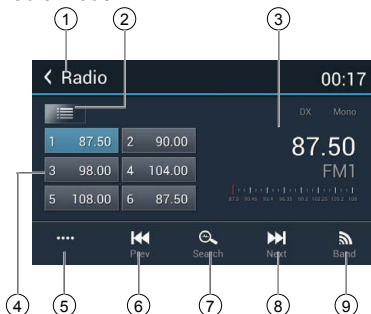 1 2 3
Radio 00:17
DX Mono
1 87.50 2 90.00
87.50
3 98.00 4 104.00
FM1
5 108.00 6 87.50
Prev Search Next Band
4 5 6 7 8 9